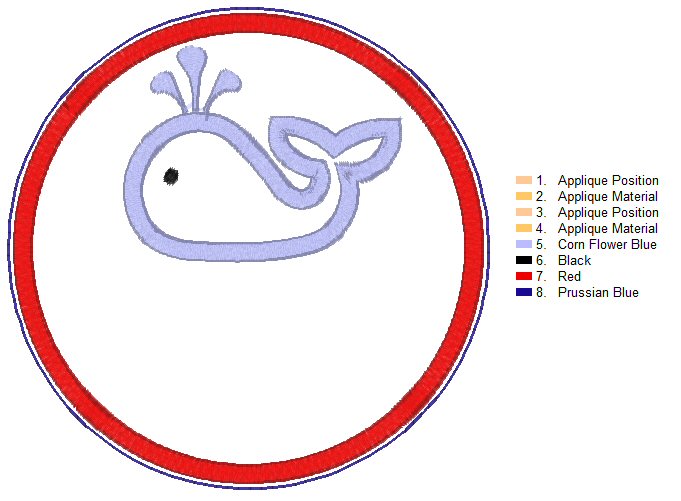 1. Applique Position
2. Applique Material
3. Applique Position
4. Applique Material
5. Corn Flower Blue
6. Black
7. Red
8. Prussian Blue